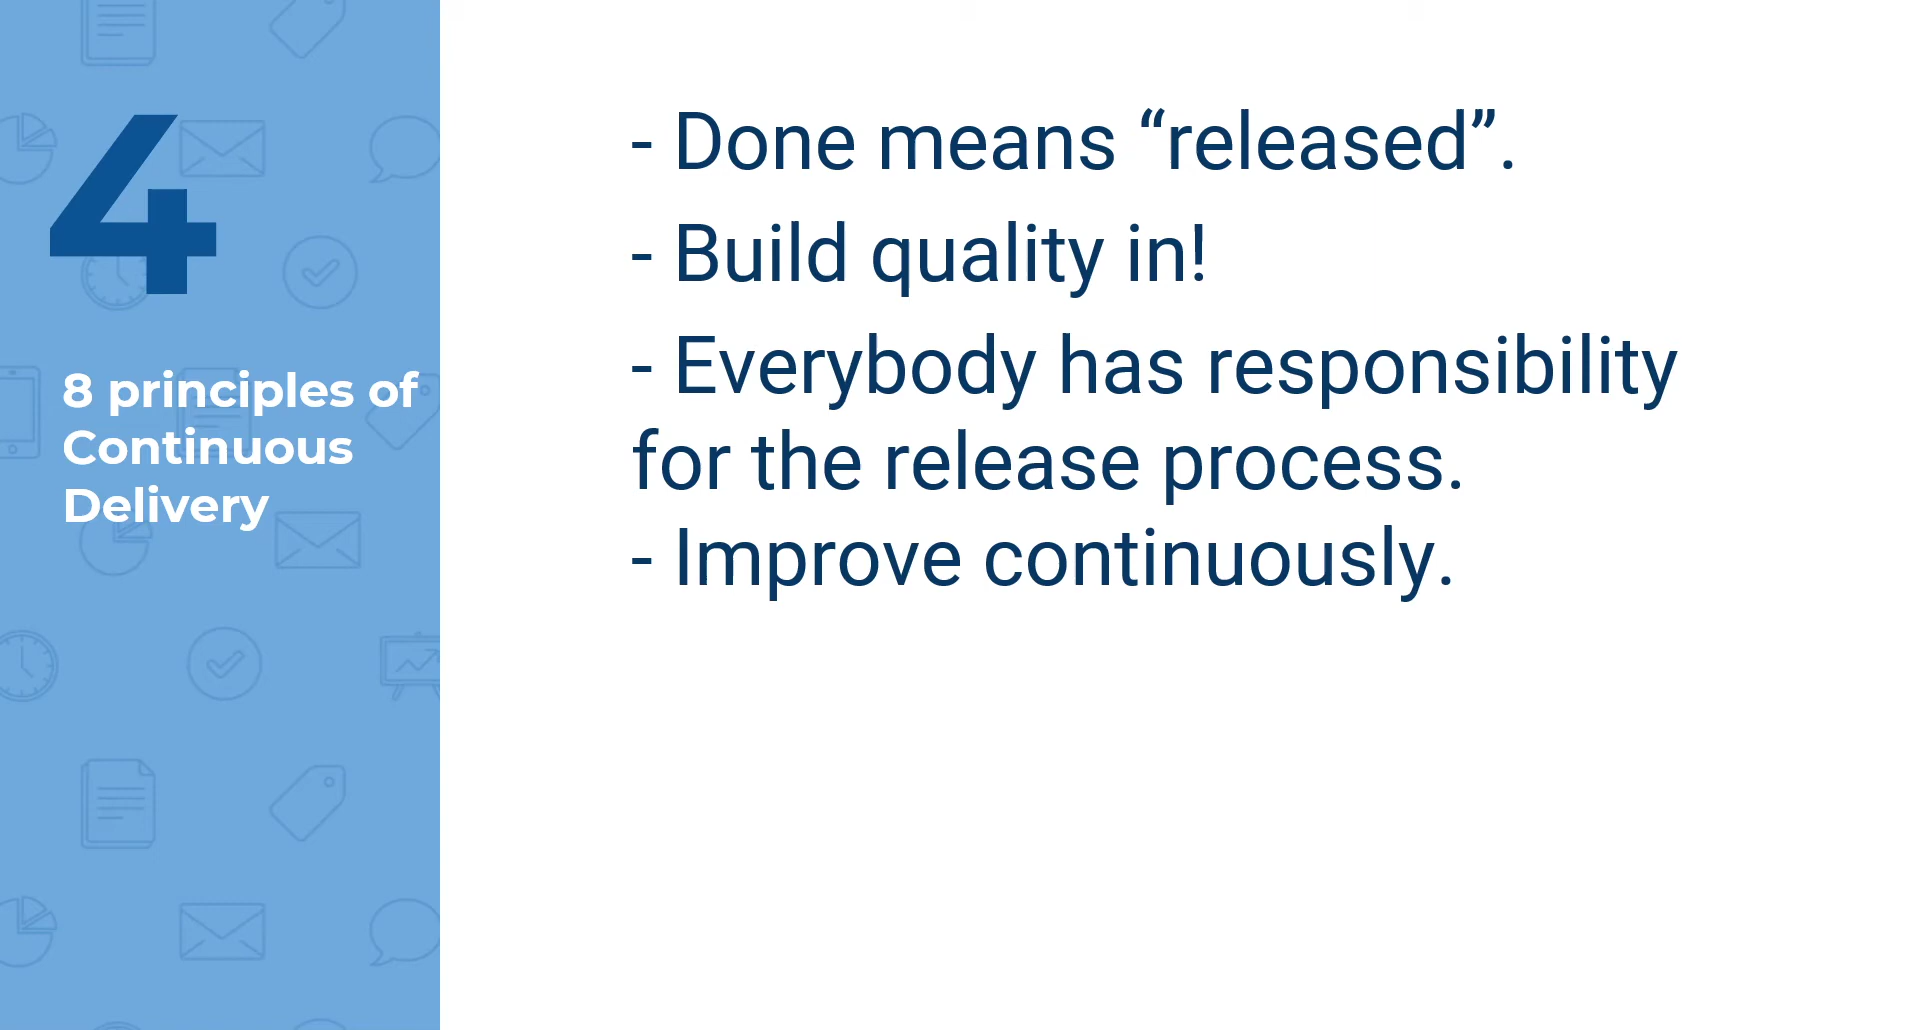 4
8 principles of
Continuous
Delivery
- Done means “released”.
- Build quality in!
- Everybody has responsibility
for the release process.
- Improve continuously.